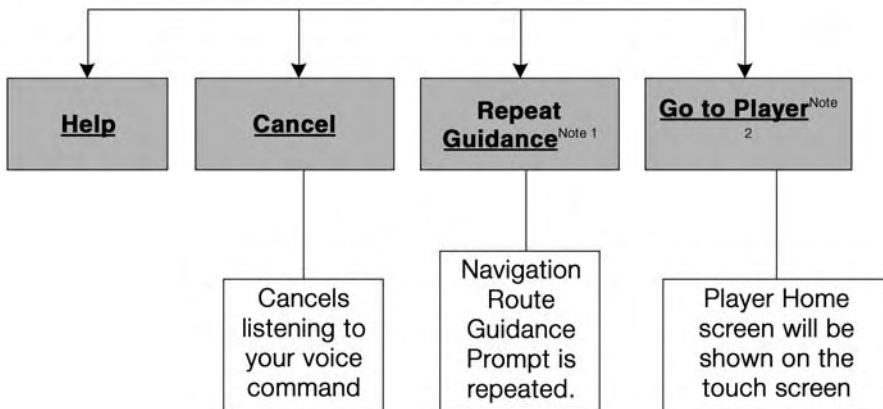 Help
Cancel
Repeat
Guidance Note 1
Go to Player Note
2
Cancels
listening to
your voice
command
Navigation
Route
Guidance
Prompt is
repeated.
Player Home
screen will be
shown on the
touch screen